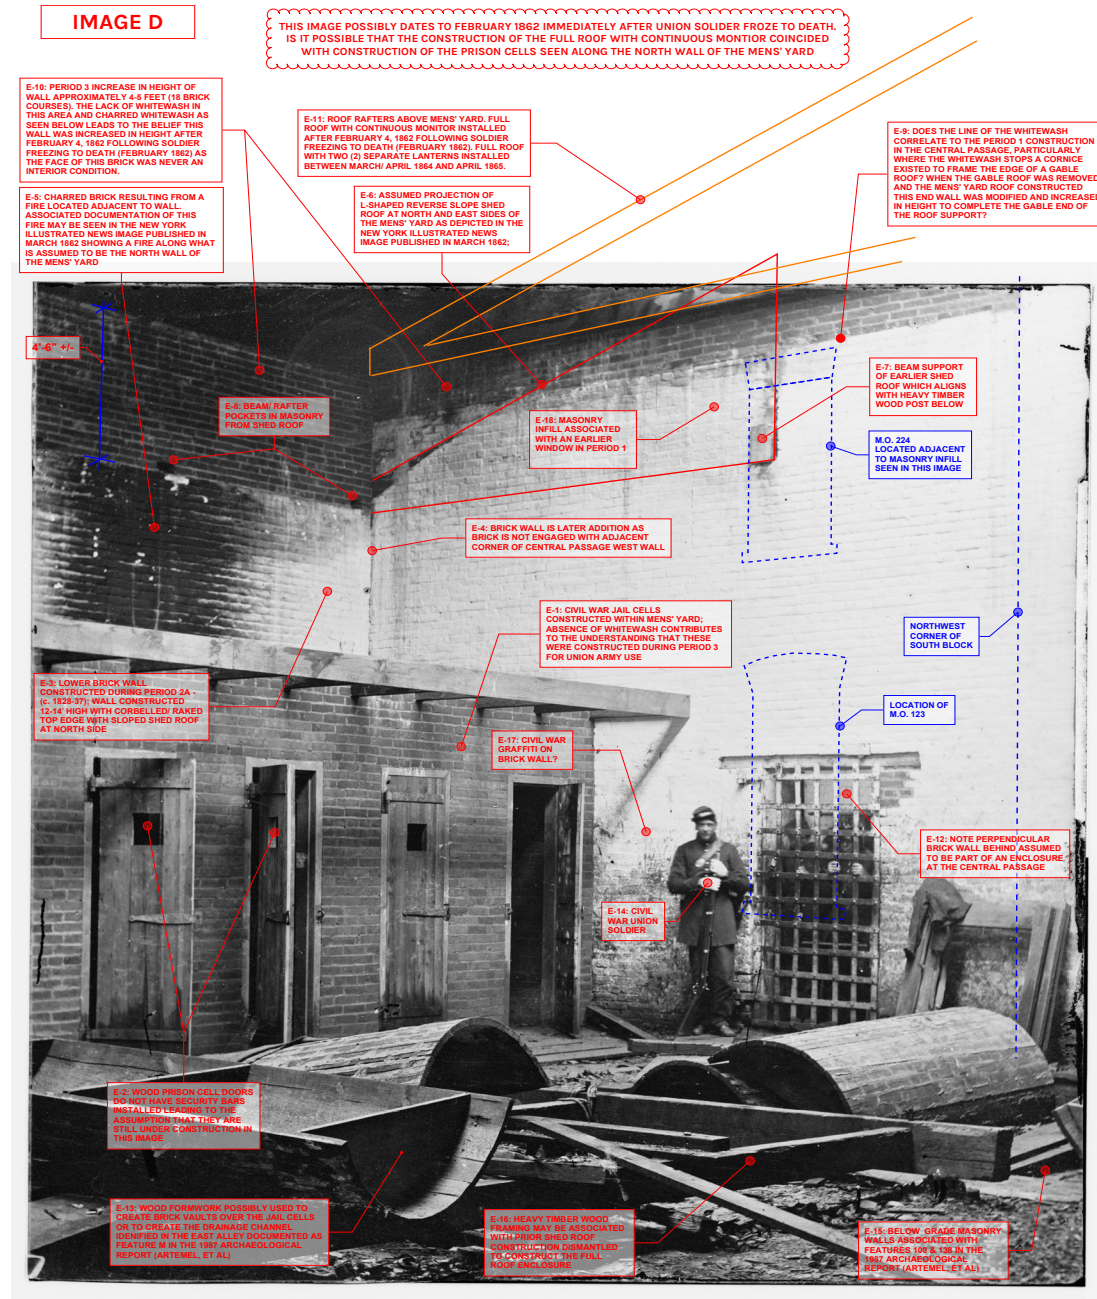 IMAGE D
THIS IMAGE POSSIBLY DATES TO FEBRUARY 1862 IMMEDIATELY AFTER UNION SOLIDER FROZE TO DEATH.
IS IT POSSIBLE THAT THE CONSTRUCTION OF THE FULL ROOF WITH CONTINUOUS MONTIOR COINCIDED
WITH CONSTRUCTION OF THE PRISON CELLS SEEN ALONG THE NORTH WALL OF THE MENS' YARD
E-10: PERIOD 3 INCREASE IN HEIGHT OF
WALL APPROXIMATELY 4-5 FEET (18 BRICK
COURSES). THE LACK OF WHITEWASH IN
THIS AREA AND CHARRED WHITEWASH AS
SEEN BELOW LEADS TO THE BELIEF THIS
WALL WAS INCREASED IN HEIGHT AFTER
FEBRUARY 4, 1862 FOLLOWING SOLDIER
FREEZING TO DEATH (FEBRUARY 1862) AS
THE FACE OF THIS BRICK WAS NEVER AN
INTERIOR CONDITION.
E-11: ROOF RAFTERS ABOVE MENS' YARD. FULL
ROOF WITH CONTINUOUS MONITOR INSTALLED
AFTER FEBRUARY 4, 1862 FOLLOWING SOLDIER
FREEZING TO DEATH (FEBRUARY 1862). FULL ROOF
WITH TWO (2) SEPARATE LANTERNS INSTALLED
BETWEEN MARCH/ APRIL 1864 AND APRIL 1865.
E-9: DOES THE LINE OF THE WHITEWASH
CORRELATE TO THE PERIOD 1 CONSTRUCTION
IN THE CENTRAL PASSAGE, PARTICULARLY
WHERE THE WHITEWASH STOPS A CORNICE
EXISTED TO FRAME THE EDGE OF A GABLE
ROOF? WHEN THE GABLE ROOF WAS REMOVED
AND THE MENS' YARD ROOF CONSTRUCTED
THIS END WALL WAS MODIFIED AND INCREASED
IN HEIGHT TO COMPLETE THE GABLE END OF
THE ROOF SUPPORT?
E-5: CHARRED BRICK RESULTING FROM A
FIRE LOCATED ADJACENT TO WALL.
ASSOCIATED DOCUMENTATION OF THIS
FIRE MAY BE SEEN IN THE NEW YORK
ILLUSTRATED NEWS IMAGE PUBLISHED IN
MARCH 1862 SHOWING A FIRE ALONG WHAT
IS ASSUMED TO BE THE NORTH WALL OF
THE MENS' YARD
E-6: ASSUMED PROJECTION OF
L-SHAPED REVERSE SLOPE SHED
ROOF AT NORTH AND EAST SIDES OF
THE MENS' YARD AS DEPICTED IN THE
NEW YORK ILLUSTRATED NEWS
IMAGE PUBLISHED IN MARCH 1862;
4'-6" +/-
E-8: BEAM/ RAFTER
POCKETS IN MASONRY
FROM SHED ROOF
E-7: BEAM SUPPORT
OF EARLIER SHED
ROOF WHICH ALIGNS
WITH HEAVY TIMBER
WOOD POST BELOW
E-18: MASONRY
INFILL ASSOCIATED
WITH AN EARLIER
WINDOW IN PERIOD 1
M.O. 224
LOCATED ADJACENT
TO MASONRY INFILL
SEEN IN THIS IMAGE
E-4: BRICK WALL IS LATER ADDITION AS
BRICK IS NOT ENGAGED WITH ADJACENT
CORNER OF CENTRAL PASSAGE WEST WALL
E-1: CIVIL WAR JAIL CELLS
CONSTRUCTED WITHIN MENS' YARD;
ABSENCE OF WHITEWASH CONTRIBUTES
TO THE UNDERSTANDING THAT THESE
WERE CONSTRUCTED DURING PERIOD 3
FOR UNION ARMY USE
NORTHWEST
CORNER OF
SOUTH BLOCK
E-3: LOWER BRICK WALL
CONSTRUCTED DURING PERIOD 2A -
(c. 1828-37); WALL CONSTRUCTED
12-14' HIGH WITH CORBELLED/ RAKED
TOP EDGE WITH SLOPED SHED ROOF
AT NORTH SIDE
LOCATION OF
M.O. 123
E-17: CIVIL WAR
GRAFFITI ON
BRICK WALL?
E-12: NOTE PERPENDICULAR
BRICK WALL BEHIND ASSUMED
TO BE PART OF AN ENCLOSURE
AT THE CENTRAL PASSAGE
E-14: CIVIL
WAR UNION
SOLDIER
E-2: WOOD PRISON CELL DOORS
DO NOT HAVE SECURITY BARS
INSTALLED LEADING TO THE
ASSUMPTION THAT THEY ARE
STILL UNDER CONSTRUCTION IN
THIS IMAGE
E-13: WOOD FORMWORK POSSIBLY USED TO
CREATE BRICK VAULTS OVER THE JAIL CELLS
OR TO CREATE THE DRAINAGE CHANNEL
IDENIFIED IN THE EAST ALLEY DOCUMENTED AS
FEATURE M IN THE 1987 ARCHAEOLOGICAL
REPORT (ARTEMEL, ET AL)
E-16: HEAVY TIMBER WOOD
FRAMING MAY BE ASSOCIATED
WITH PRIOR SHED ROOF
CONSTRUCTION DISMANTLED
TO CONSTRUCT THE FULL
ROOF ENCLOSURE
E-15: BELOW GRADE MASONRY
WALLS ASSOCIATED WITH
FEATURES 100 & 138 IN THE
1987 ARCHAEOLOGICAL
REPORT (ARTEMEL, ET AL)